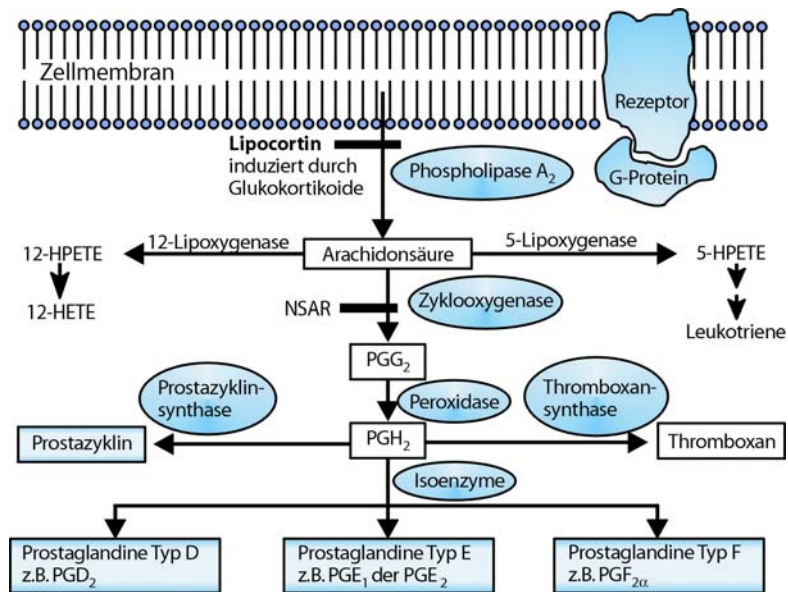 Zellmembran
Rezeptor
G-Protein
Lipocortin
induziert durch
Glukokortikoide
Phospholipase A2
12-Lipoxygenase
5-Lipoxygenase
12-HPETE
Arachidonsäure
5-HPETE
12-HETE
NSAR
Zyklooxygenase
Leukotriene
PGG2
Prostazyklin-
synthase
Peroxidase
Thromboxan-
synthase
Prostazyklin
PGH2
Thromboxan
Isoenzyme
Prostaglandine Typ D
z.B. PGD2
Prostaglandine Typ E
z.B. PGE1 der PGE2
Prostaglandine Typ F
z.B. PGF2α